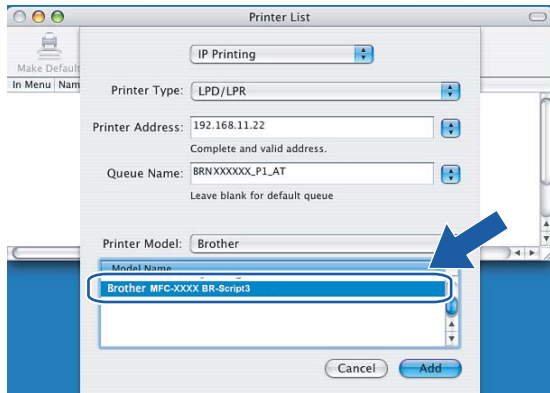 Printer List
IP Printing
Make Default
In Menu Nam
Printer Type: LPD/LPR
Printer Address: 192.168.11.22
Complete and valid address.
Queue Name: BRNXXXXXX_P1_AT
Leave blank for default queue
Printer Model: Brother
Model Name
Brother MFC-XXXX BR-Script3
Cancel Add